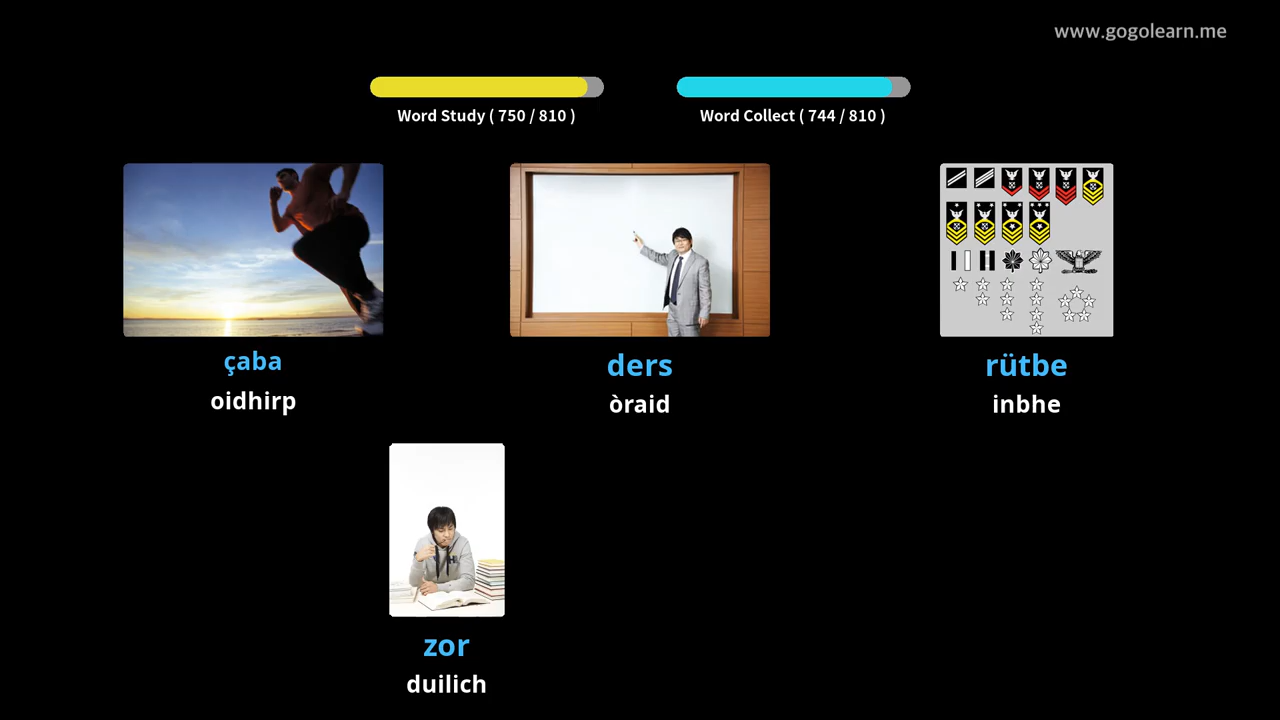 www.gogolearn.me
Word Study ( 750 / 810 )
Word Collect ( 744 / 810 )
çaba
oidhirp
ders
òraid
rütbe
inbhe
zor
duilich